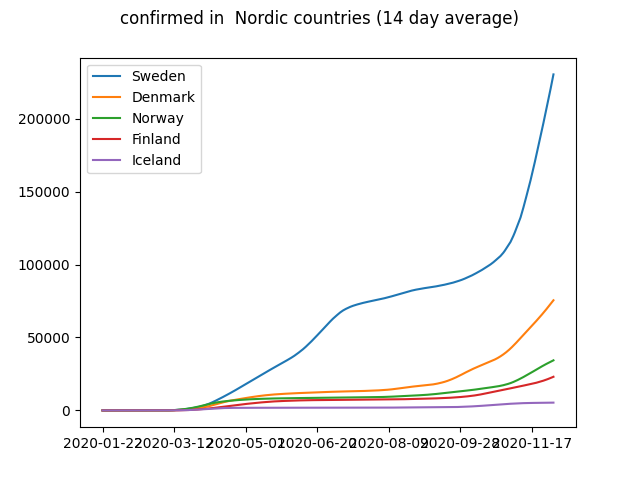 confirmed in  Nordic countries (14 day average)
Sweden
Denmark
Norway
Finland
Iceland
200000
150000
100000
50000
0
2020-01-22 2020-03-12 2020-05-01 2020-06-20 2020-08-09 2020-09-28 2020-11-17